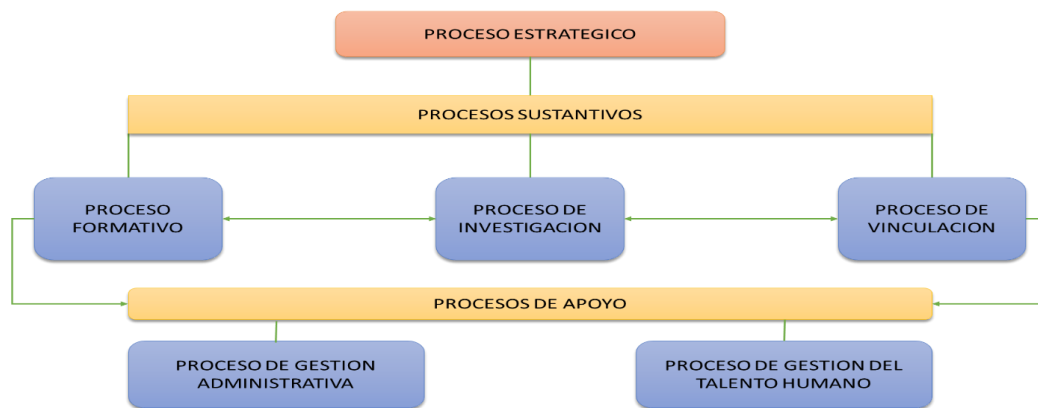 PROCESO ESTRATEGICO
PROCESOS SUSTANTIVOS
PROCESO
FORMATIVO
PROCESO DE
INVESTIGACION
PROCESO DE
VINCULACION
PROCESOS DE APOYO
PROCESO DE GESTION
ADMINISTRATIVA
PROCESO DE GESTION DEL
TALENTO HUMANO